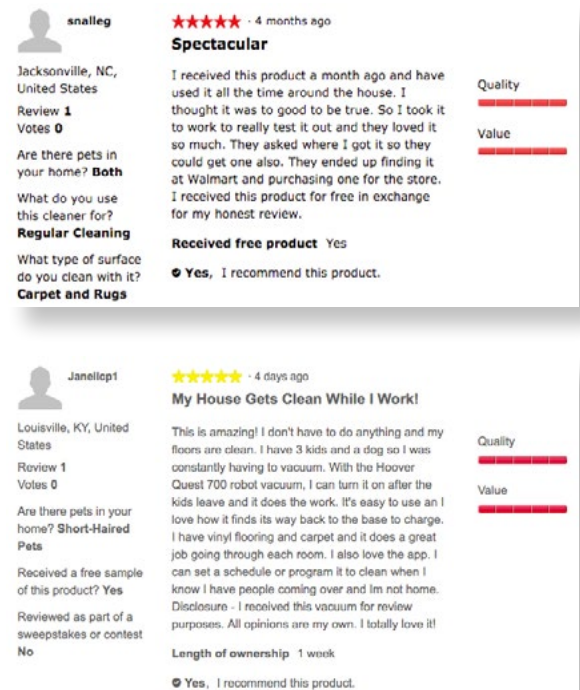 snalleg
Jacksonville, NC,
United States
Review 1
Votes 0
Are there pets in
your home? Both
What do you use
this cleaner for?
Regular Cleaning
What type of surface
do you clean with it?
Carpet and Rugs
· 4 months ago
Spectacular
I received this product a month ago and have
used it all the time around the house. I
thought it was to good to be true. So I took it
to work to really test it out and they loved it
so much. They asked where I got it so they
could get one also. They ended up finding it
at Walmart and purchasing one for the store.
I received this product for free in exchange
for my honest review.
Received free product Yes
Yes, I recommend this product.
Quality
Value
Janellcp1
Louisville, KY, United
States
Review 1
Votes 0
Are there pets in your
home? Short-Haired
Pets
Received a free sample
of this product? Yes
Reviewed as part of a
sweepstakes or contest
No
· 4 days ago
My House Gets Clean While I Work!
This is amazing! I don't have to do anything and my
floors are clean. I have 3 kids and a dog so I was
constantly having to vacuum. With the Hoover
Quest 700 robot vacuum, I can turn it on after the
kids leave and it does the work. It's easy to use an I
love how it finds its way back to the base to charge.
I have vinyl flooring and carpet and it does a great
job going through each room. I also love the app. I
can set a schedule or program it to clean when I
know I have people coming over and Im not home.
Disclosure - I received this vacuum for review
purposes. All opinions are my own. I totally love it!
Length of ownership 1 week
Yes, I recommend this product.
Quality
Value